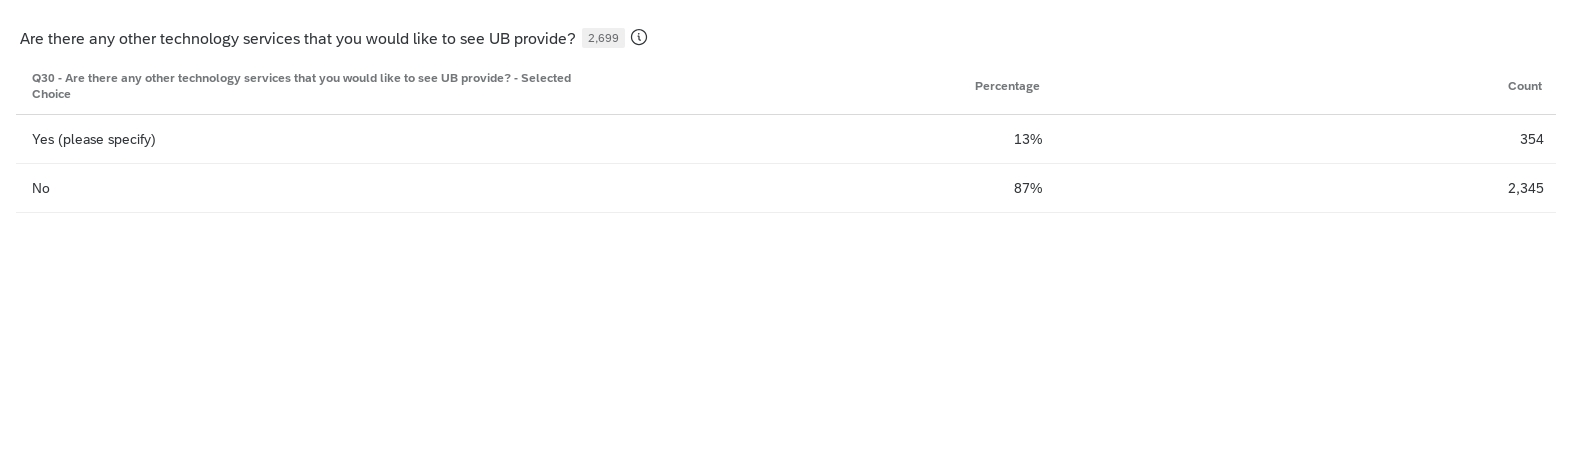 Are there any other technology services that you would like to see UB provide? 2,699
Q30 - Are there any other technology services that you would like to see UB provide? - Selected
Choice
Percentage
Count
Yes (please specify) 13% 354
No 87% 2,345